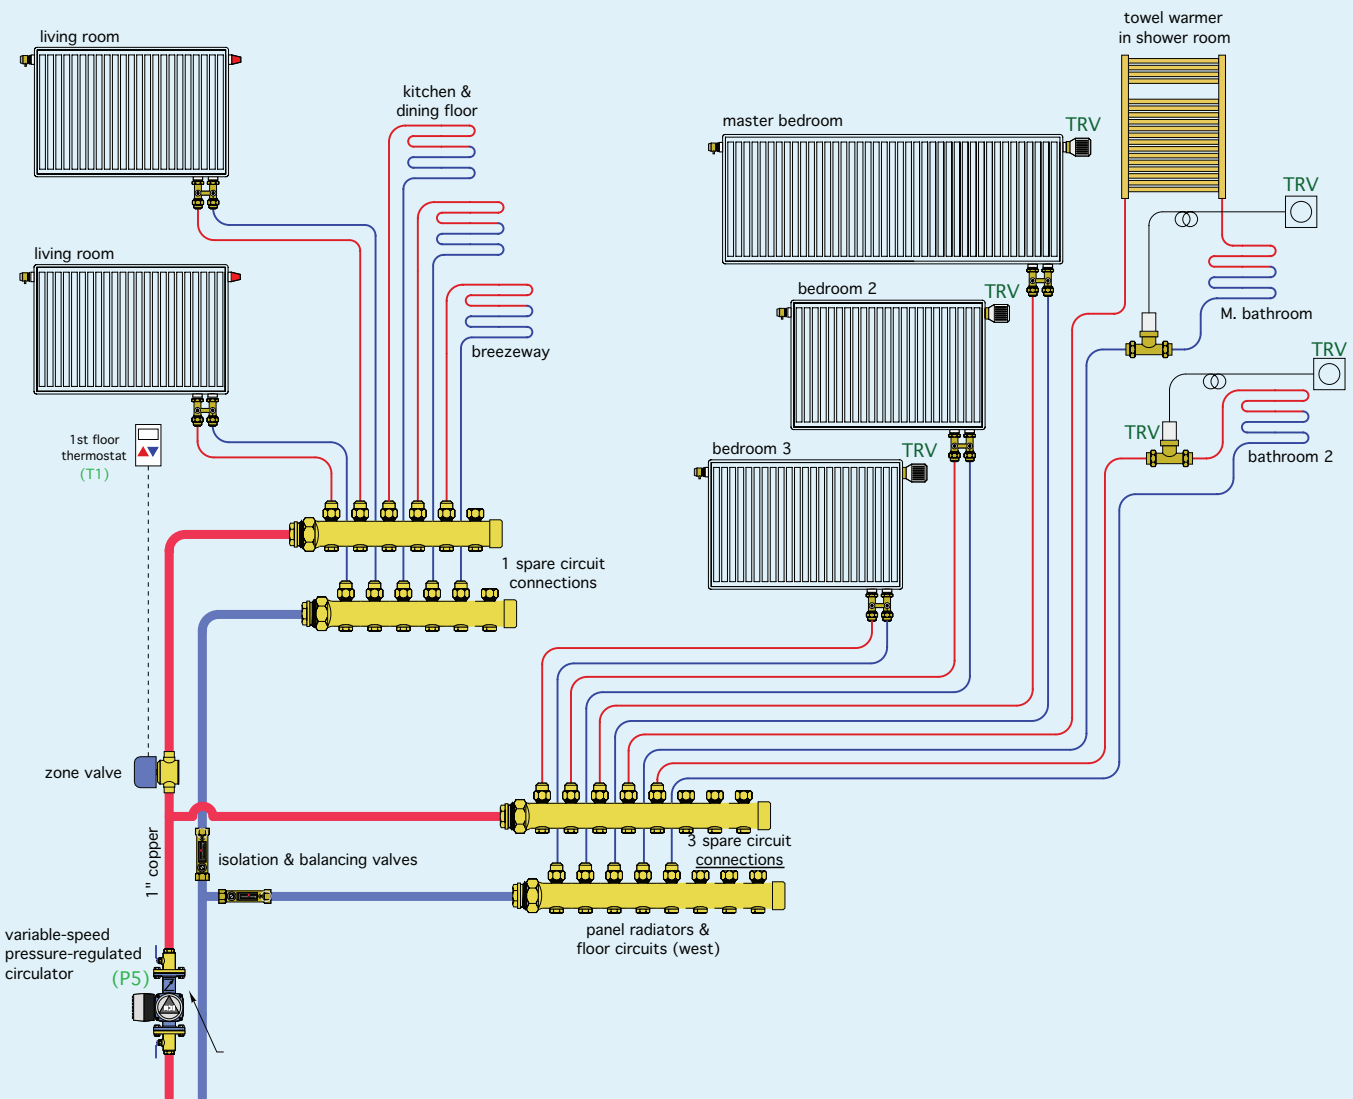 towel warmer
in shower room
living room
kitchen &
dining floor
master bedroom
TRV
TRV
living room
bedroom 2
TRV
M. bathroom
breezeway
TRV
1st floor
thermostat
(T1)
bedroom 3
TRV
TRV
bathroom 2
1 spare circuit
connections
zone valve
1" copper
isolation & balancing valves
3 spare circuit
connections
panel radiators &
floor circuits (west)
variable-speed
pressure-regulated
circulator
(P5)